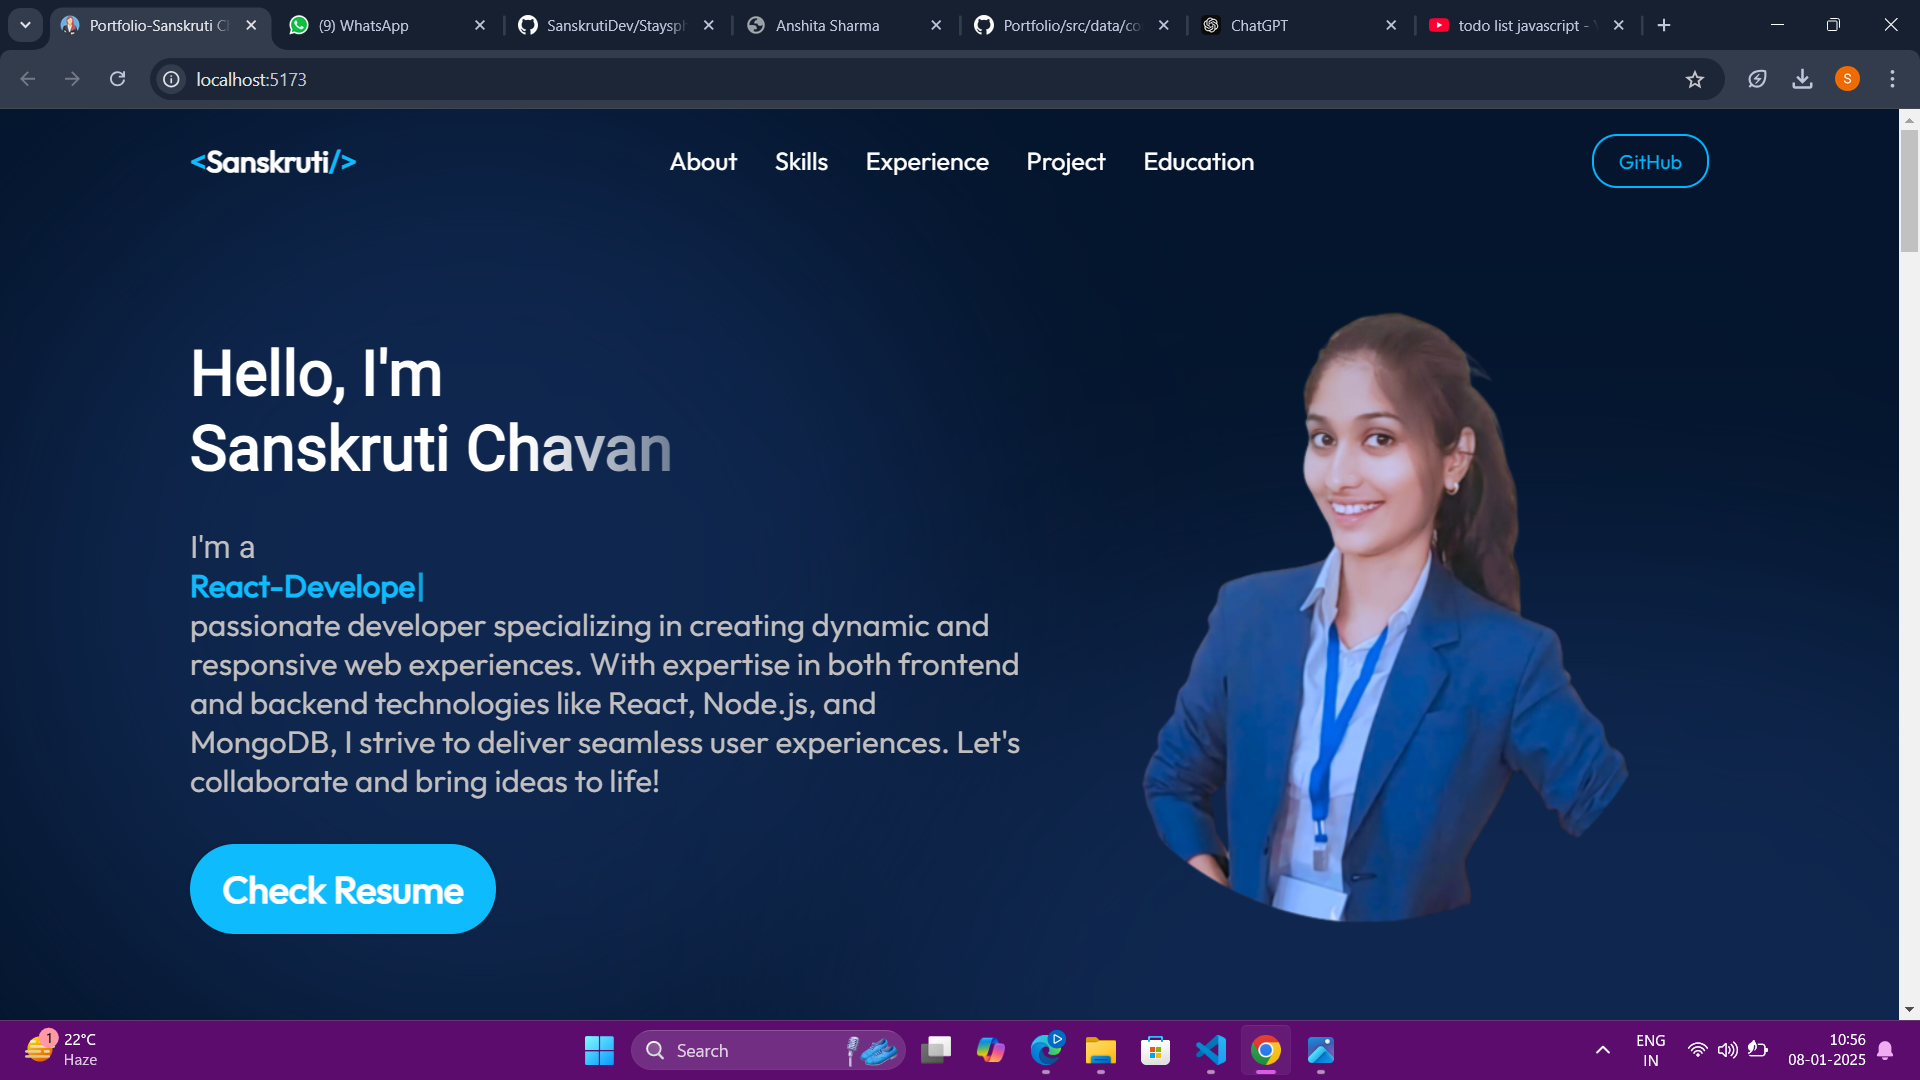 Portfolio-Sanskruti C
(9) WhatsApp
SanskrutiDev/Staysp
Anshita Sharma
Portfolio/src/data/co
ChatGPT
todo list javascript -
localhost:5173
S
<Sanskruti/>
About
Skills
Experience
Project
Education
GitHub
Hello, I'm
Sanskruti Chavan
I'm a
React-Develope|
passionate developer specializing in creating dynamic and
responsive web experiences. With expertise in both frontend
and backend technologies like React, Node.js, and
MongoDB, I strive to deliver seamless user experiences. Let's
collaborate and bring ideas to life!
Check Resume
1
22°C
Haze
Search
ENG
IN
10:56
08-01-2025